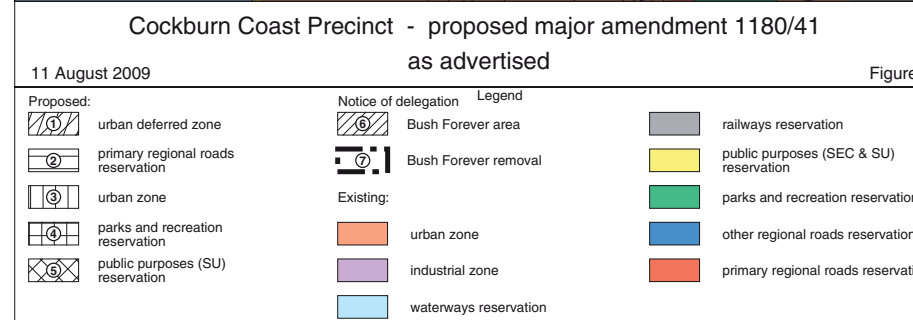 Cockburn Coast Precinct - proposed major amendment 1180/41
as advertised
11 August 2009
Figure
Legend
Proposed:
1 urban deferred zone
2 primary regional roads
reservation
3 urban zone
4 parks and recreation
reservation
5 public purposes (SU)
reservation
Notice of delegation
6 Bush Forever area
7 Bush Forever removal
Existing:
urban zone
industrial zone
waterways reservation
railways reservation
public purposes (SEC & SU)
reservation
parks and recreation reservation
other regional roads reservation
primary regional roads reservati